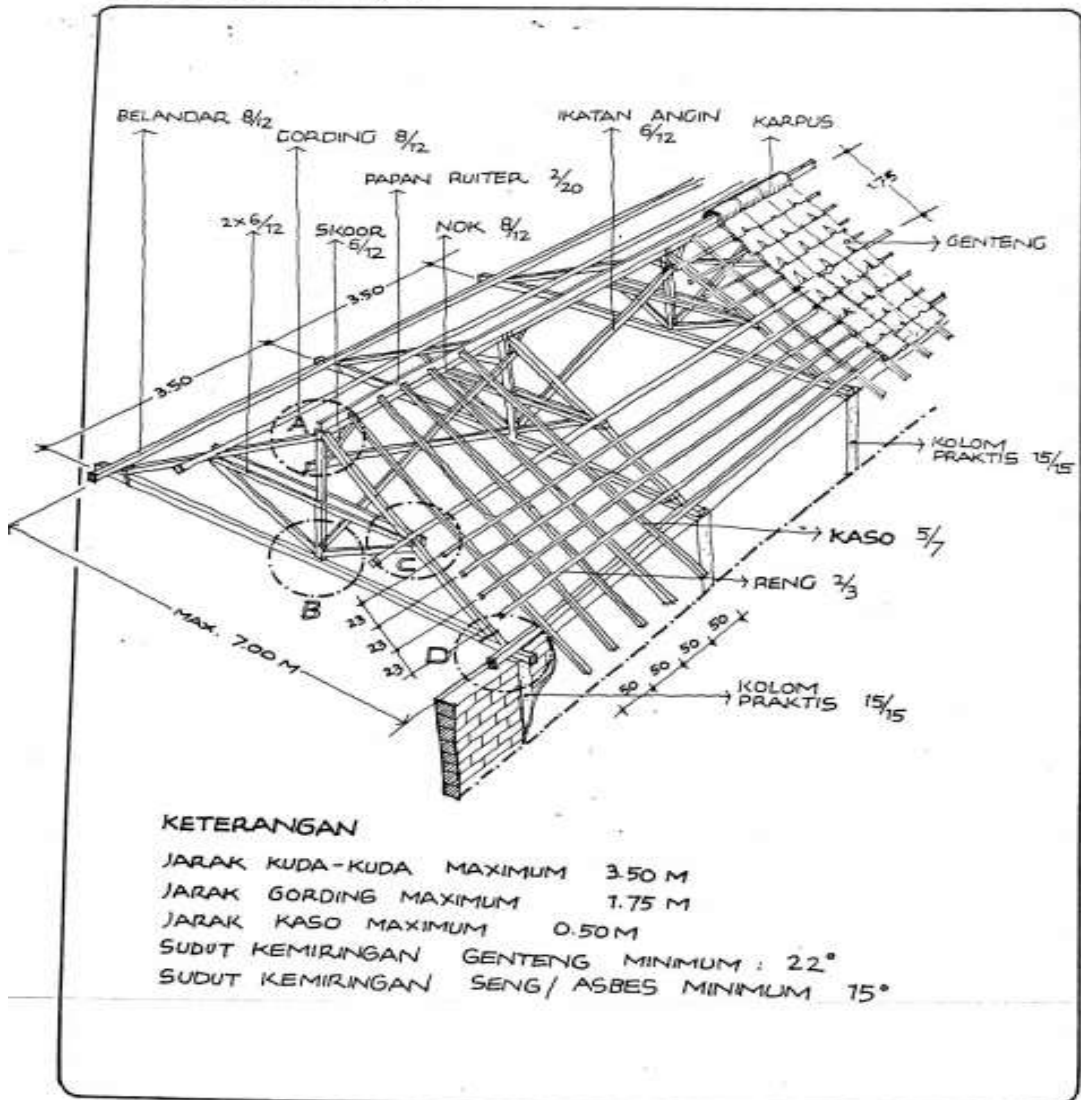 BELANDAR 8/12
GORDING 8/12
IKATAN ANGIN
6/12
KARPUS
PAPAN RUITER 2/20
2x6/12
SKOOR
6/12
NOK 8/12
1.75
GENTENG
3.50
3.50
A
KOLOM
PRAKTIS 15/15
C
KASO 5/7
B
RENG 2/3
MAX. 7.00 M
23
23
23
D
50
50
50
50
KOLOM
PRAKTIS 15/15
KETERANGAN
JARAK KUDA-KUDA MAXIMUM 3.50 M
JARAK GORDING MAXIMUM 1.75 M
JARAK KASO MAXIMUM 0.50 M
SUDUT KEMIRINGAN GENTENG MINIMUM : 22°
SUDUT KEMIRINGAN SENG/ASBES MINIMUM 15°